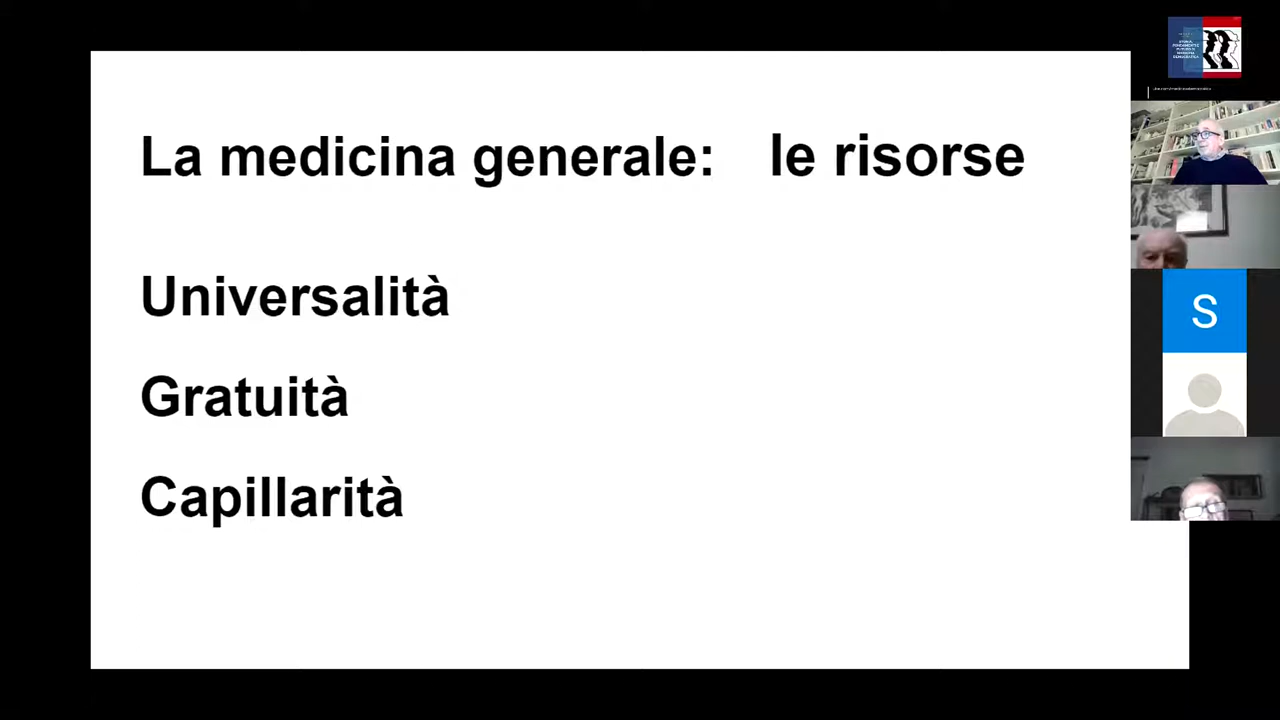 La medicina generale: le risorse
Universalità
Gratuità
Capillarità
S